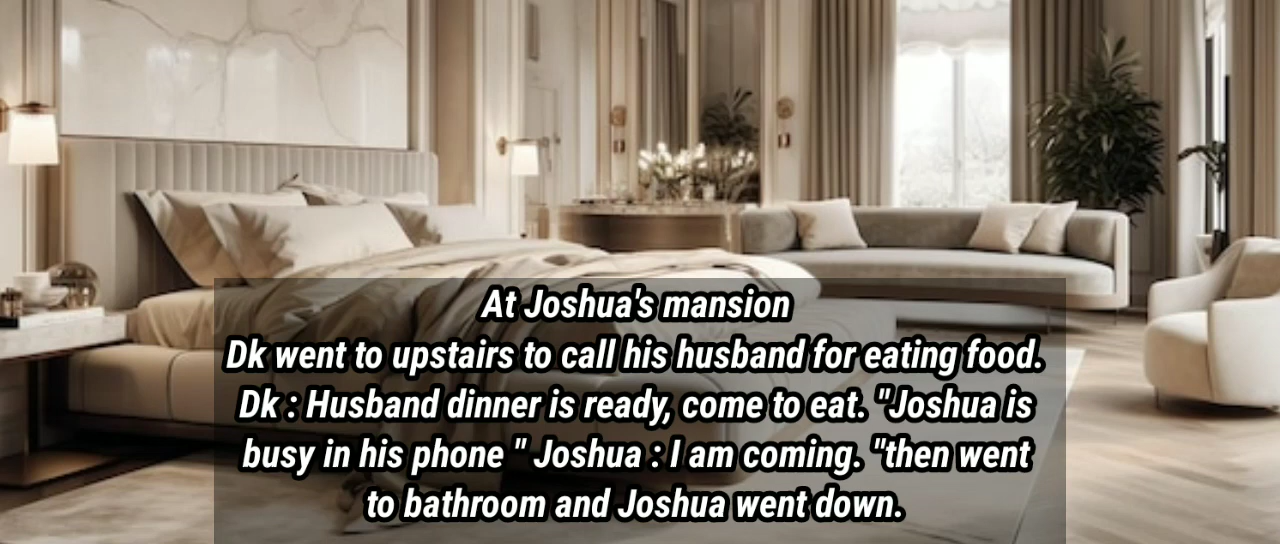 At Joshua's mansion
Dk went to upstairs to call his husband for eating food.
Dk : Husband dinner is ready, come to eat. "Joshua is
busy in his phone " Joshua : I am coming. "then went
to bathroom and Joshua went down.